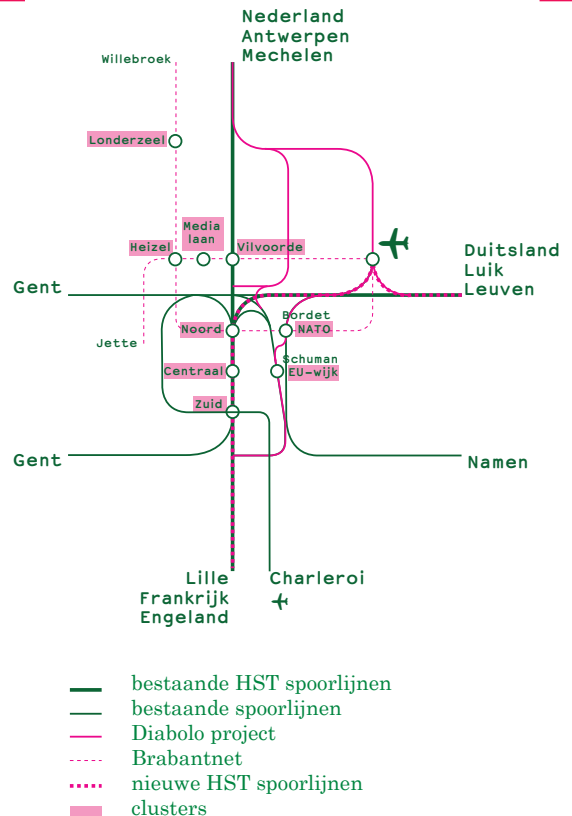 Nederland
Antwerpen
Mechelen
Willebroek
Londerzeel
Media
laan
Heizel
Vilvoorde
Duitsland
Luik
Leuven
Gent
Bordet
Noord
NATO
Jette
Schuman
Centraal
EU-wijk
Zuid
Gent
Namen
Lille
Frankrijk
Engeland
Charleroi
bestaande HST spoorlijnen
bestaande spoorlijnen
Diabolo project
Brabantnet
nieuwe HST spoorlijnen
clusters